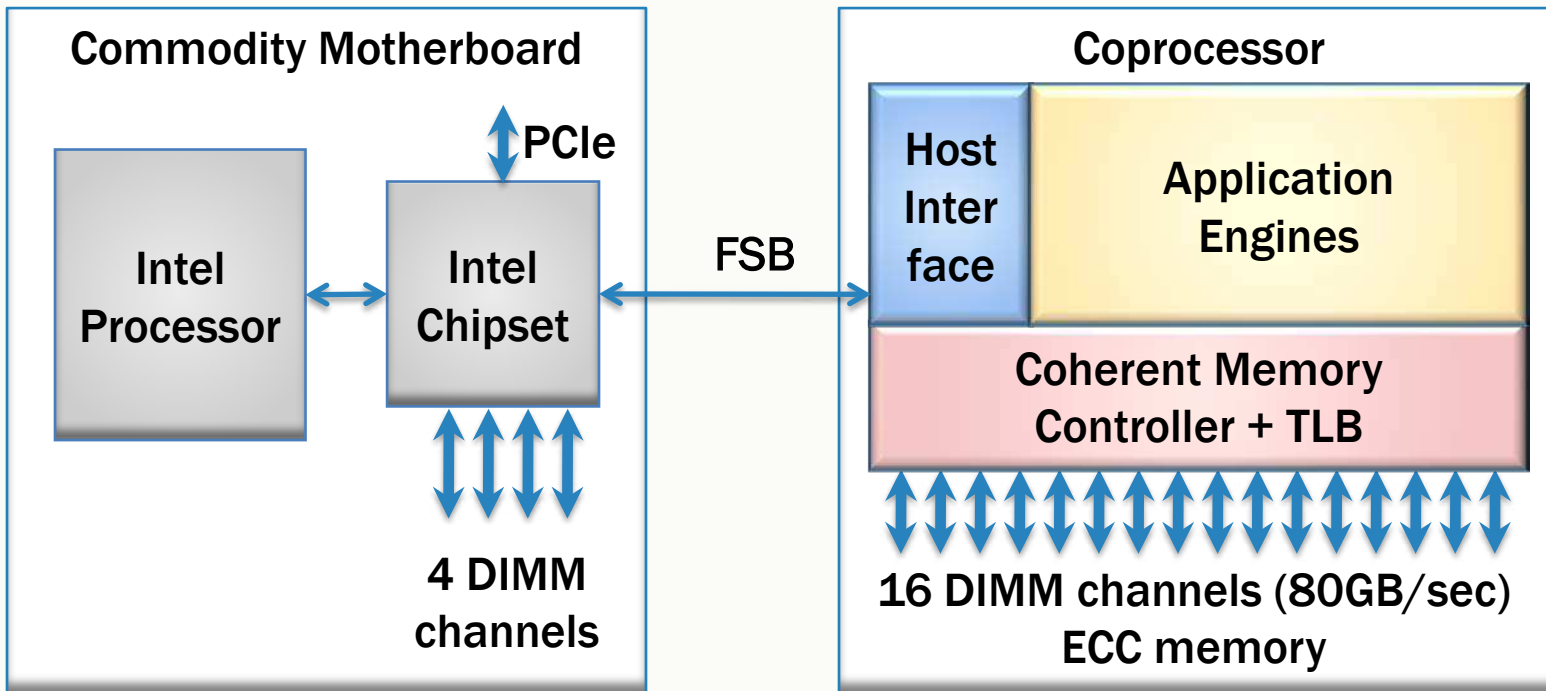 Commodity Motherboard
PCIe
Intel
Processor
Intel
Chipset
4 DIMM
channels
FSB
Coprocessor
Host
Inter
face
Application
Engines
Coherent Memory
Controller + TLB
16 DIMM channels (80GB/sec)
ECC memory